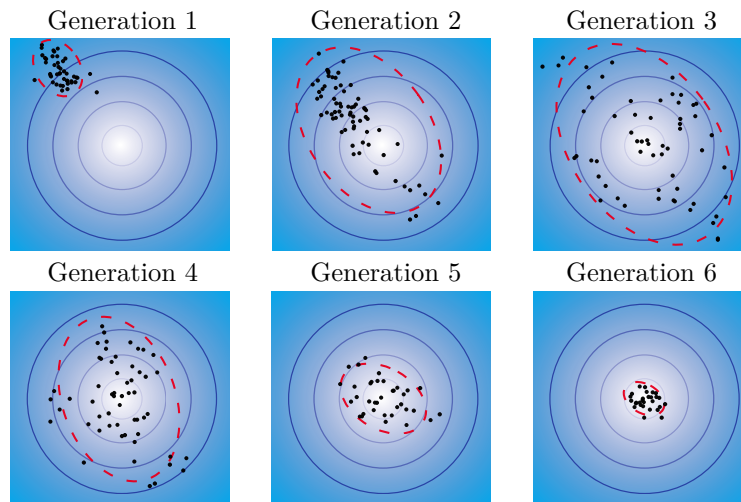 Generation 1
Generation 2
Generation 3
Generation 4
Generation 5
Generation 6